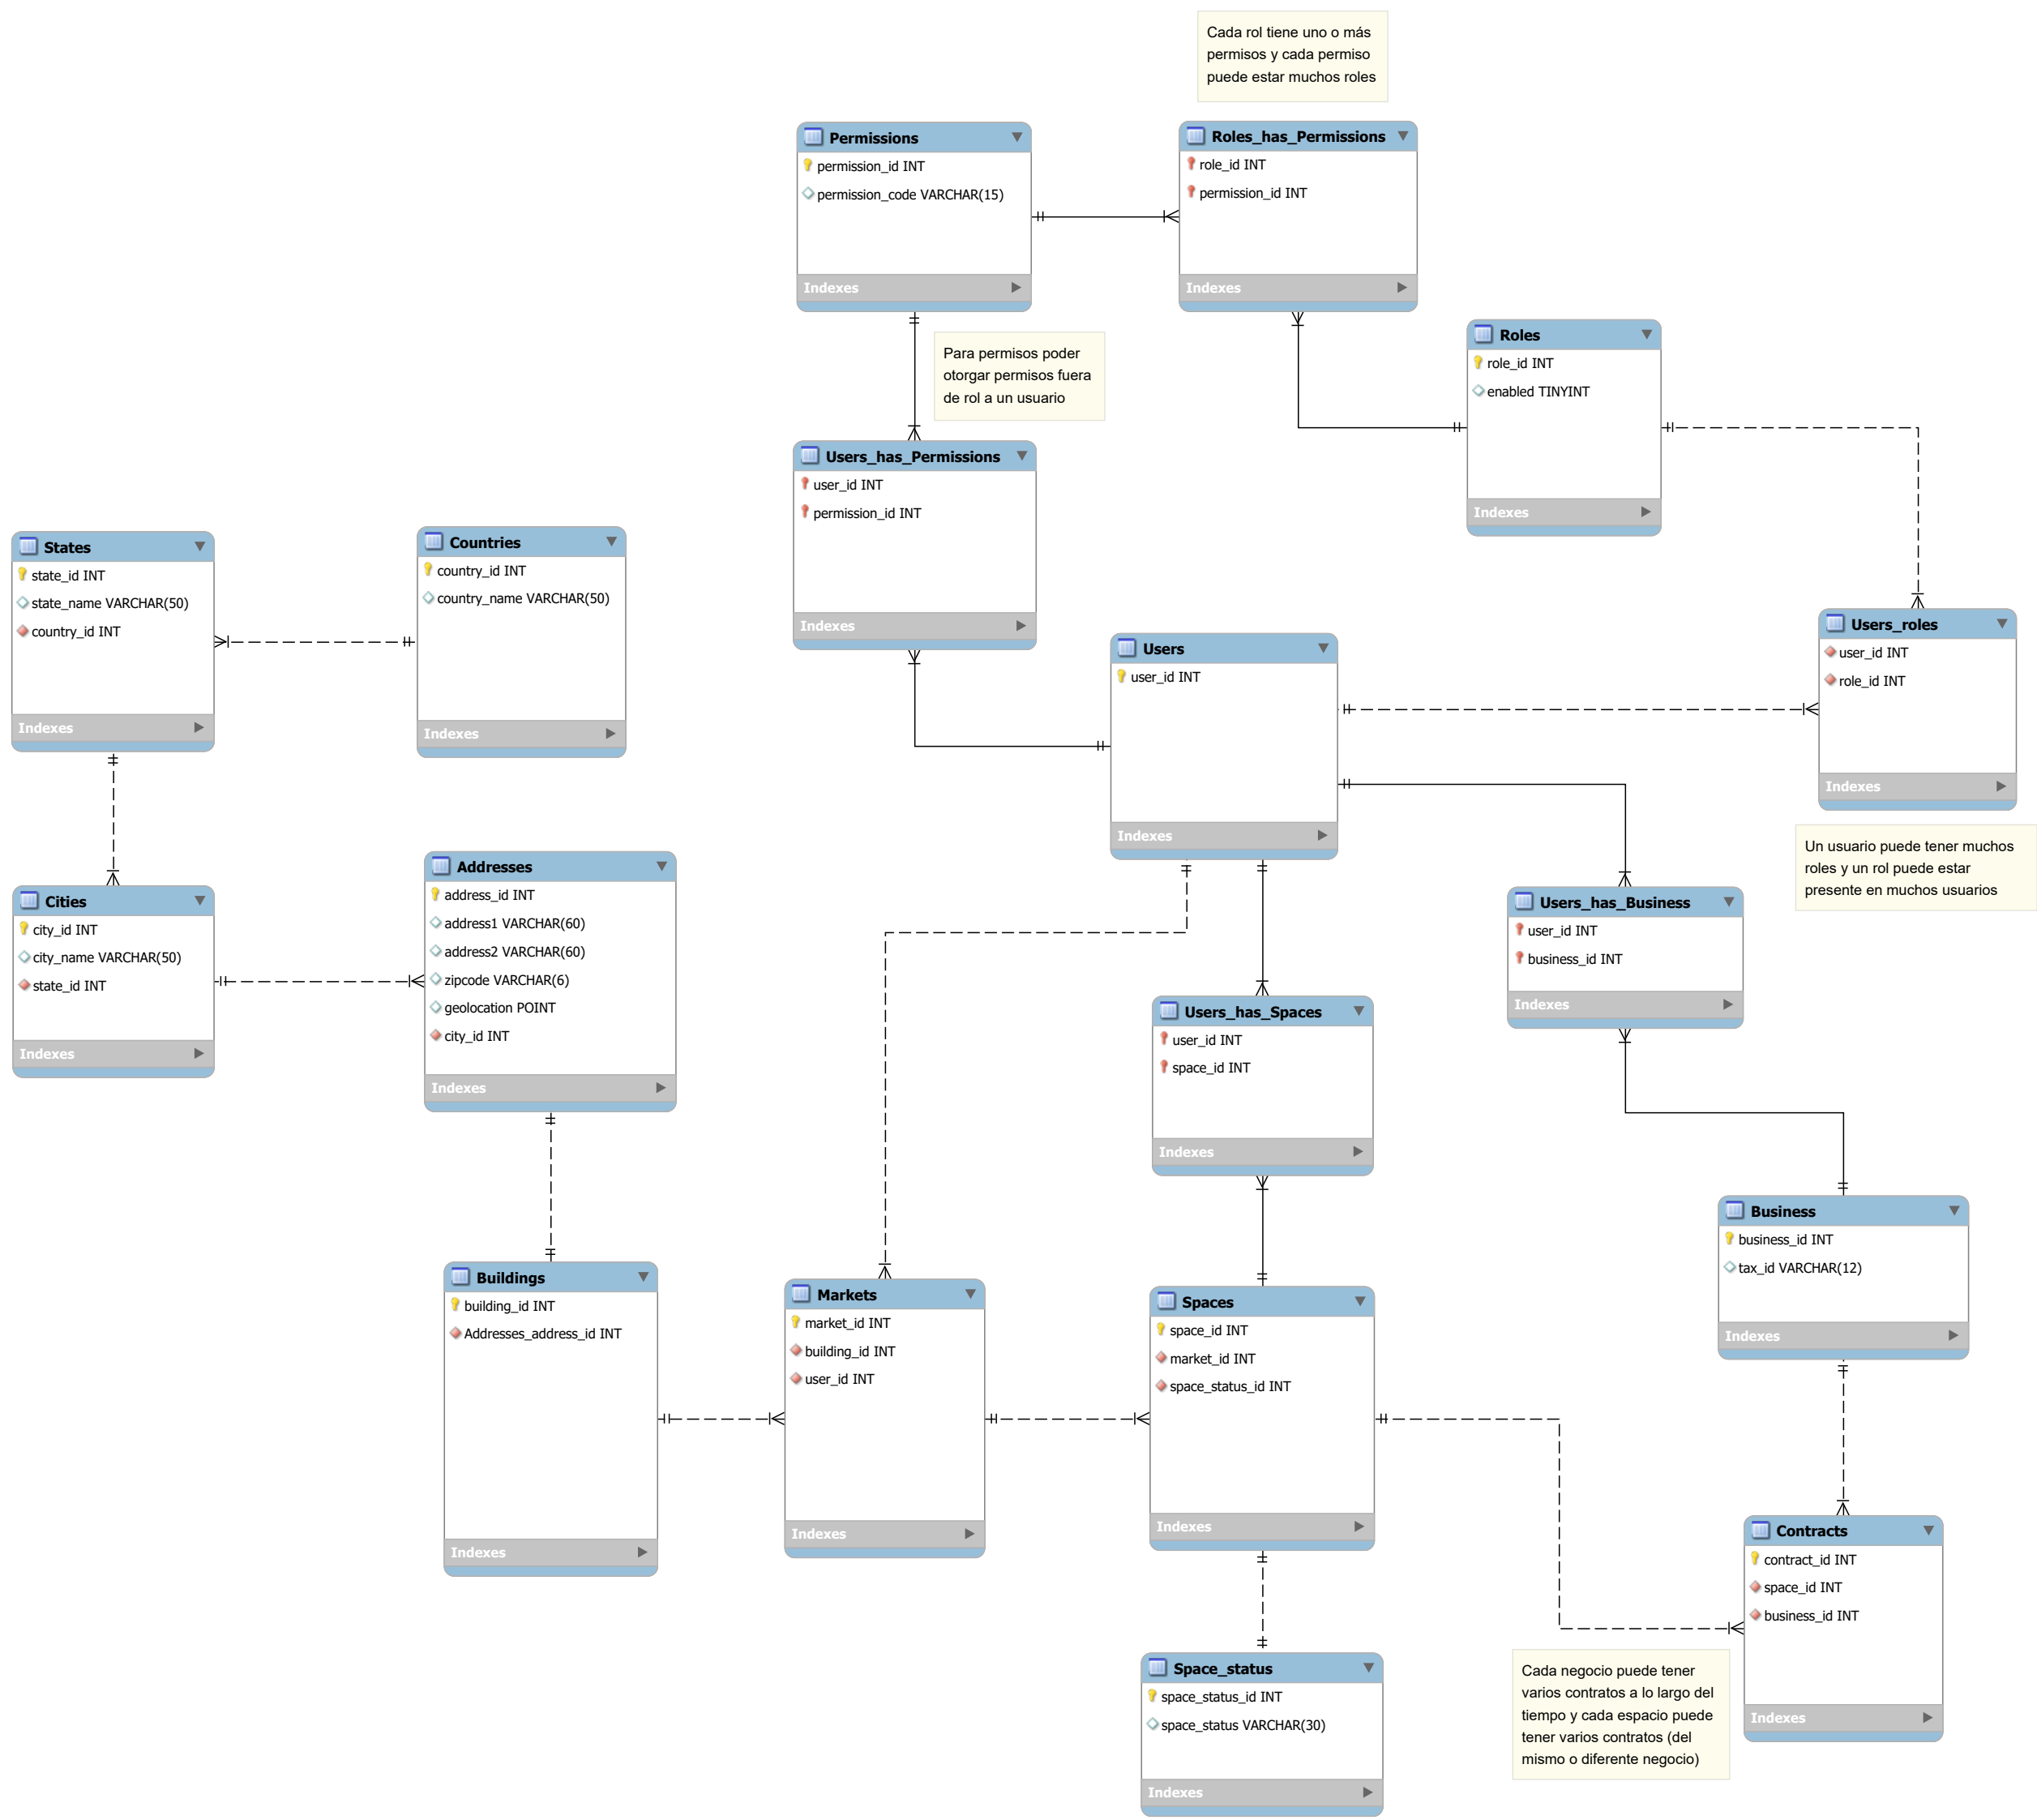 Cada rol tiene uno o más
permisos y cada permiso
puede estar muchos roles
Permissions
permission_id INT
permission_code VARCHAR(15)
Indexes
Roles_has_Permissions
role_id INT
permission_id INT
Indexes
Para permisos poder
otorgar permisos fuera
de rol a un usuario
Roles
role_id INT
enabled TINYINT
Indexes
Users_has_Permissions
user_id INT
permission_id INT
Indexes
States
state_id INT
state_name VARCHAR(50)
country_id INT
Indexes
Countries
country_id INT
country_name VARCHAR(50)
Indexes
Users
user_id INT
Indexes
Users_roles
user_id INT
role_id INT
Indexes
Un usuario puede tener muchos
roles y un rol puede estar
presente en muchos usuarios
Cities
city_id INT
city_name VARCHAR(50)
state_id INT
Indexes
Addresses
address_id INT
address1 VARCHAR(60)
address2 VARCHAR(60)
zipcode VARCHAR(6)
geolocation POINT
city_id INT
Indexes
Users_has_Business
user_id INT
business_id INT
Indexes
Users_has_Spaces
user_id INT
space_id INT
Indexes
Business
business_id INT
tax_id VARCHAR(12)
Indexes
Buildings
building_id INT
Addresses_address_id INT
Indexes
Markets
market_id INT
building_id INT
user_id INT
Indexes
Spaces
space_id INT
market_id INT
space_status_id INT
Indexes
Contracts
contract_id INT
space_id INT
business_id INT
Indexes
Space_status
space_status_id INT
space_status VARCHAR(30)
Indexes
Cada negocio puede tener
varios contratos a lo largo del
tiempo y cada espacio puede
tener varios contratos (del
mismo o diferente negocio)